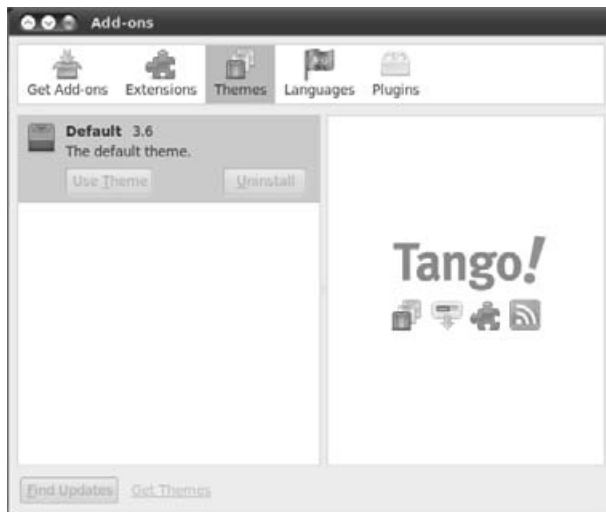 Add-ons
Get Add-ons Extensions Themes Languages Plugins
Default 3.6
The default theme.
Use Theme Uninstall
Tango!
Find Updates Get Themes